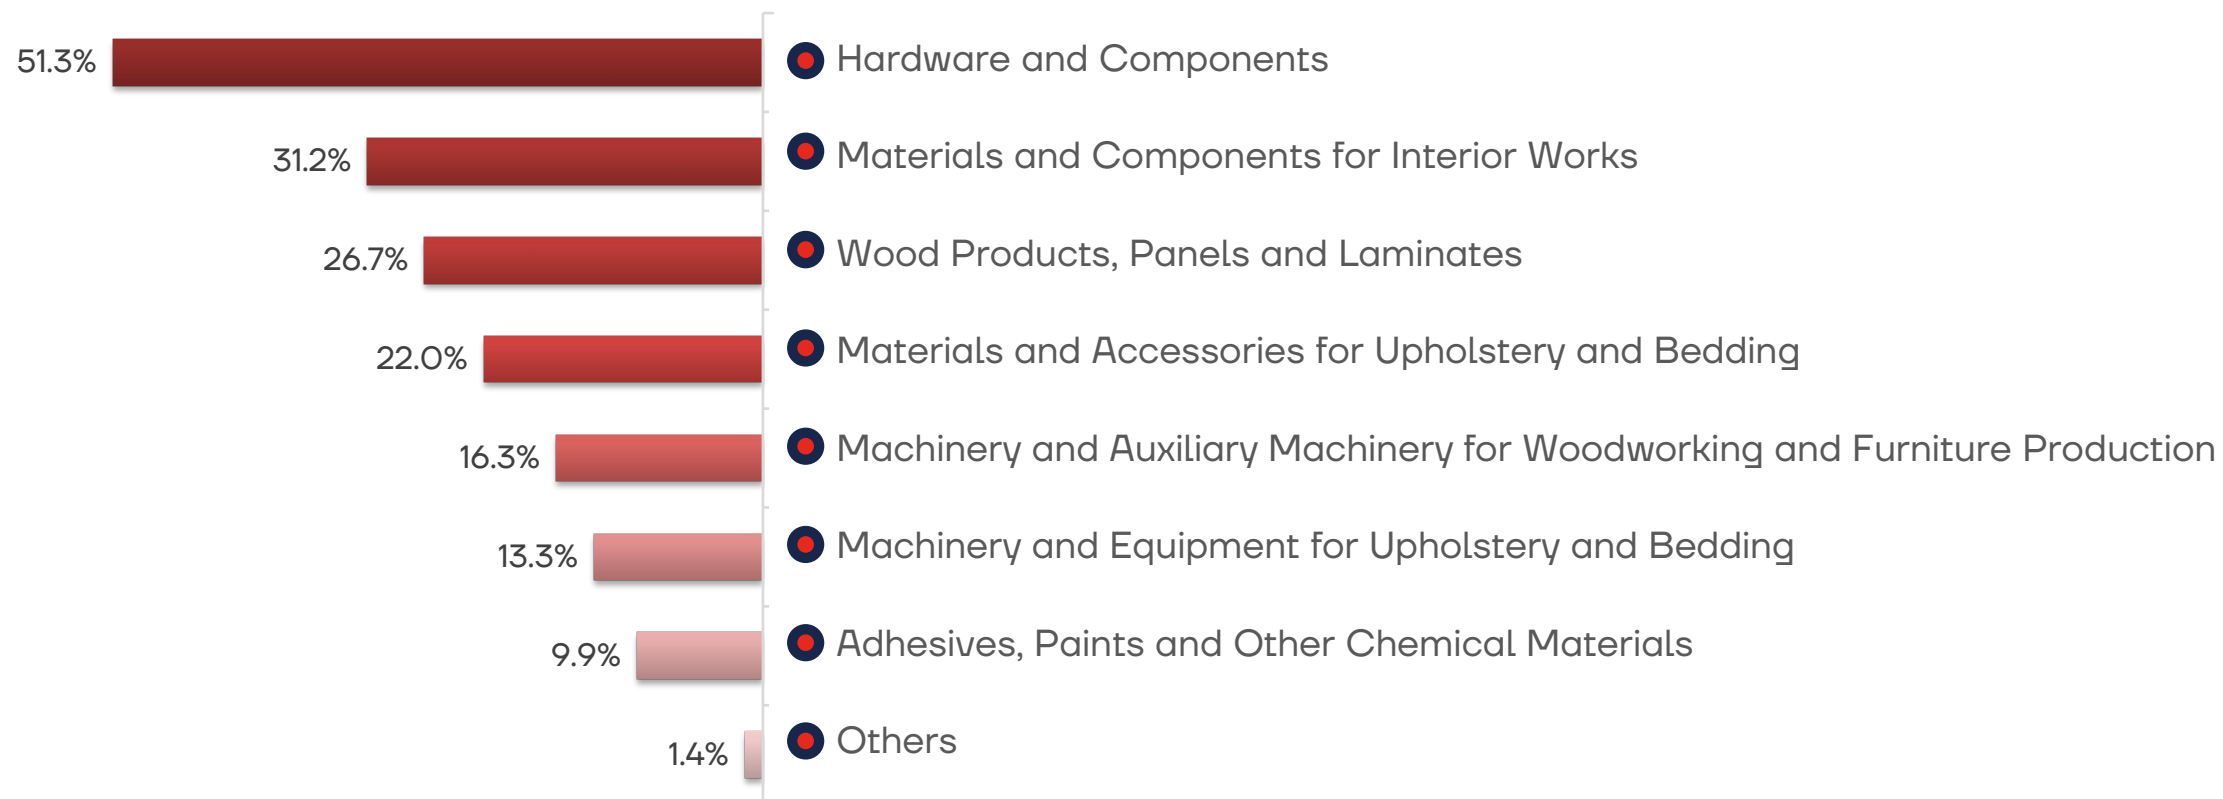 51.3% Hardware and Components
31.2% Materials and Components for Interior Works
26.7% Wood Products, Panels and Laminates
22.0% Materials and Accessories for Upholstery and Bedding
16.3% Machinery and Auxiliary Machinery for Woodworking and Furniture Production
13.3% Machinery and Equipment for Upholstery and Bedding
9.9% Adhesives, Paints and Other Chemical Materials
1.4% Others